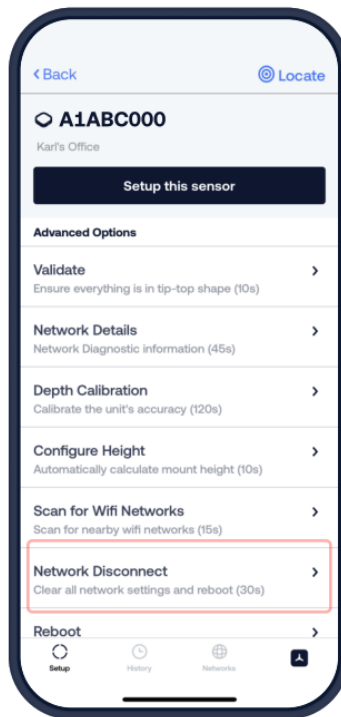 Back
Locate
A1ABC000
Karl's Office
Setup this sensor
Advanced Options
Validate
Ensure everything is in tip-top shape (10s)
Network Details
Network Diagnostic information (45s)
Depth Calibration
Calibrate the unit's accuracy (120s)
Configure Height
Automatically calculate mount height (10s)
Scan for Wifi Networks
Scan for nearby wifi networks (15s)
Network Disconnect
Clear all network settings and reboot (30s)
Reboot
Setup
History
Networks